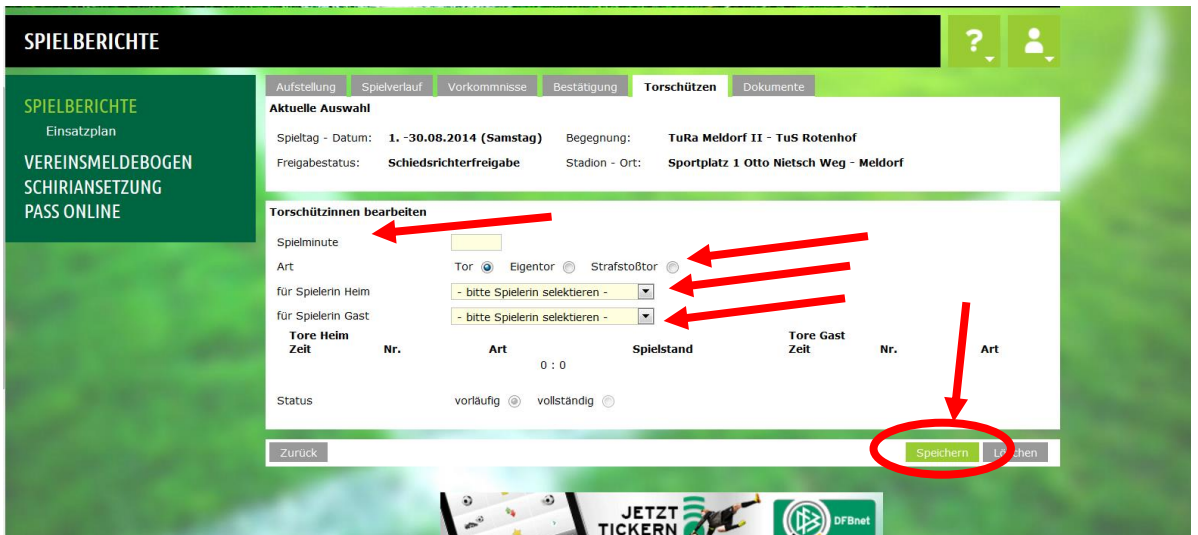 SPIELBERICHTE
?
SPIELBERICHTE
Einsatzplan
VEREINSMELDEBOGEN
SCHIRIANSETZUNG
PASS ONLINE
Aufstellung Spielverlauf Vorkommnisse Bestätigung Torschützen Dokumente
Aktuelle Auswahl
Spieltag - Datum: 1. -30.08.2014 (Samstag) Begegnung: TuRa Meldorf II - TuS Rotenhof
Freigabestatus: Schiedsrichterfreigabe Stadion - Ort: Sportplatz 1 Otto Nietsch Weg - Meldorf
Torschützinnen bearbeiten
Spielminute
Art Tor Eigentor Strafstoßtor
für Spielerin Heim - bitte Spielerin selektieren -
für Spielerin Gast - bitte Spielerin selektieren -
Tore Heim Tore Gast
Zeit Nr. Art Spielstand Zeit Nr. Art
0 : 0
Status vorläufig vollständig
Zurück Speichern Löschen
JETZT
TICKERN
DFBnet